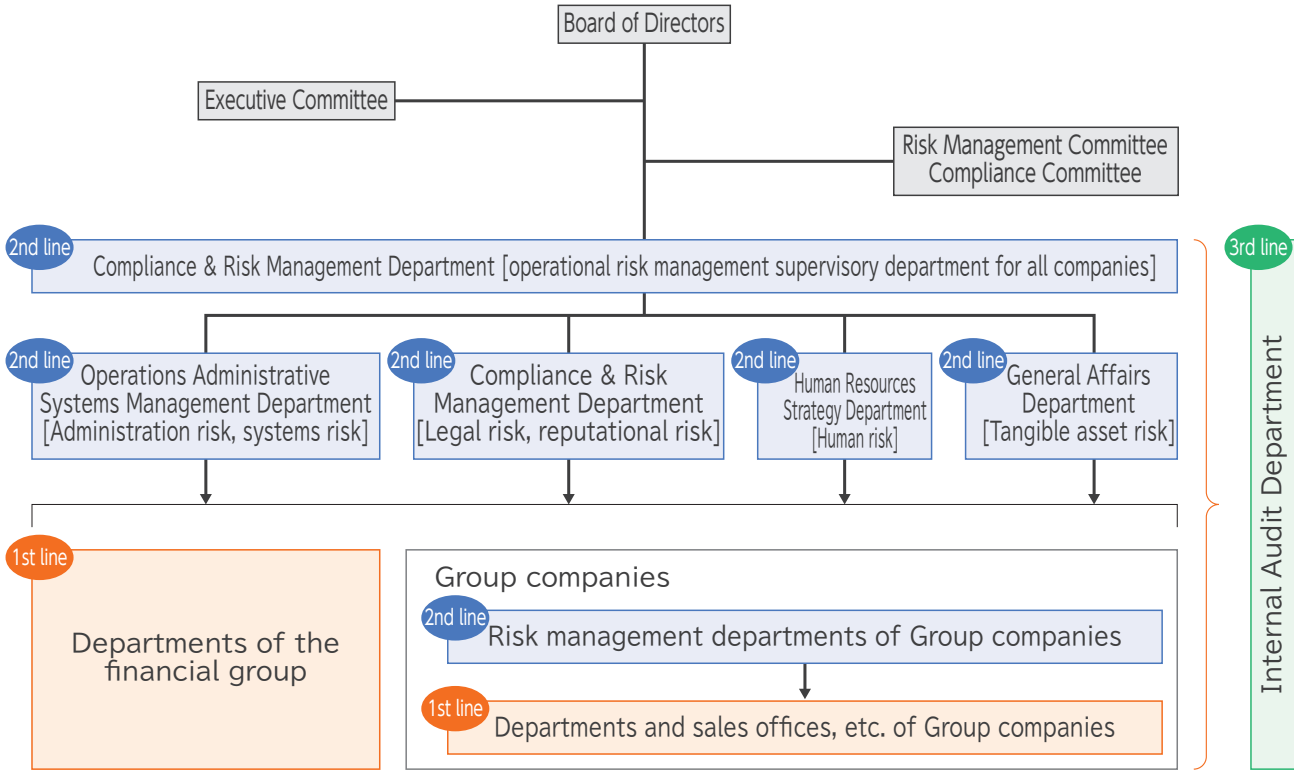 Board of Directors
Executive Committee
Risk Management Committee
Compliance Committee
2nd line
Compliance & Risk Management Department [operational risk management supervisory department for all companies]
3rd line
Internal Audit Department
2nd line
Operations Administrative
Systems Management Department
[Administration risk, systems risk]
2nd line
Compliance & Risk
Management Department
[Legal risk, reputational risk]
2nd line
Human Resources
Strategy Department
[Human risk]
2nd line
General Affairs
Department
[Tangible asset risk]
1st line
Departments of the
financial group
Group companies
2nd line
Risk management departments of Group companies
1st line
Departments and sales offices, etc. of Group companies